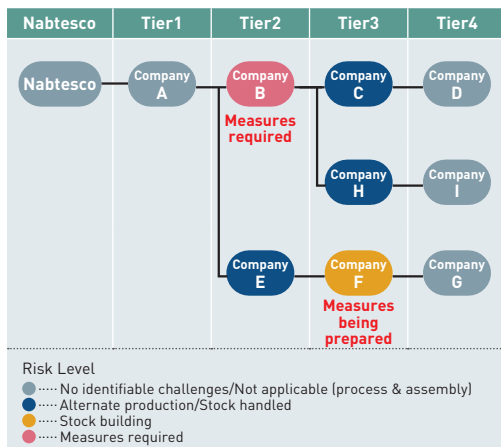 Nabtesco Tier1 Tier2 Tier3 Tier4
Nabtesco
Company
A
Company
B
Measures
required
Company
C
Company
D
Company
H
Company
I
Company
E
Company
F
Measures
being
prepared
Company
G
Risk Level
····· No identifiable challenges/Not applicable (process & assembly)
····· Alternate production/Stock handled
····· Stock building
····· Measures required